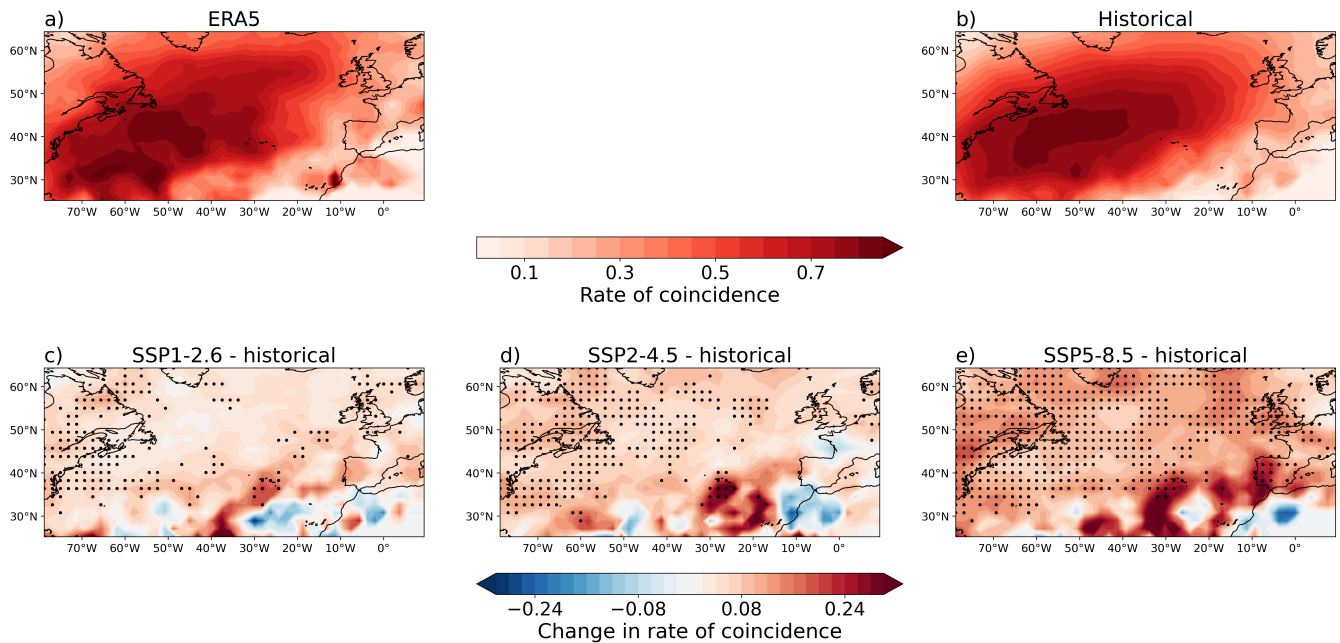 a) ERA5
b) Historical
60°N
50°N
40°N
30°N
70°W 60°W 50°W 40°W 30°W 20°W 10°W 0°
60°N
50°N
40°N
30°N
70°W 60°W 50°W 40°W 30°W 20°W 10°W 0°
0.1 0.3 0.5 0.7
Rate of coincidence
c) SSP1-2.6 - historical
d) SSP2-4.5 - historical
e) SSP5-8.5 - historical
60°N
50°N
40°N
30°N
70°W 60°W 50°W 40°W 30°W 20°W 10°W 0°
60°N
50°N
40°N
30°N
70°W 60°W 50°W 40°W 30°W 20°W 10°W 0°
60°N
50°N
40°N
30°N
70°W 60°W 50°W 40°W 30°W 20°W 10°W 0°
−0.24 −0.08 0.08 0.24
Change in rate of coincidence